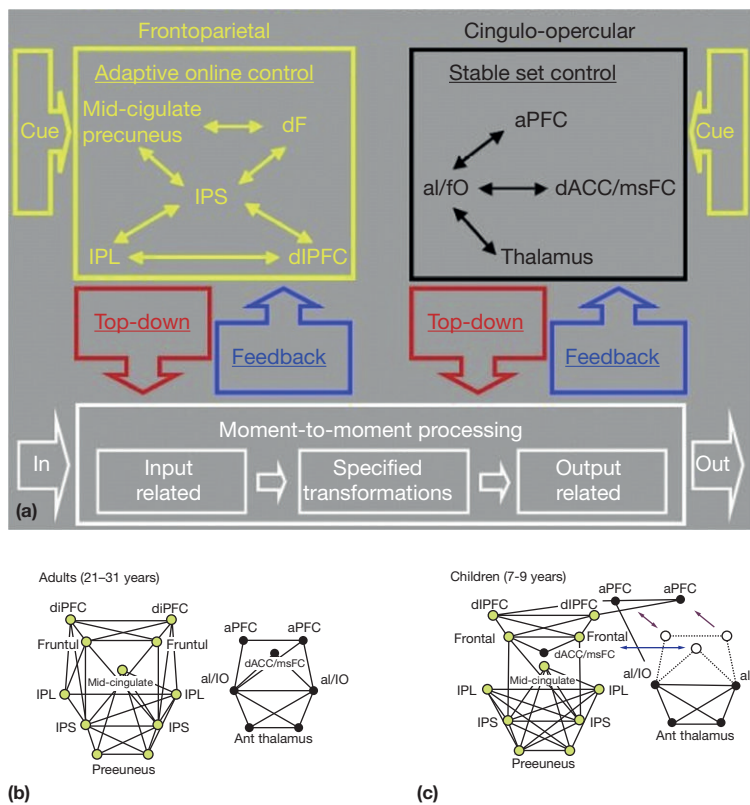 Frontoparietal
Cingulo-opercular
Adaptive online control
Stable set control
Cue
Mid-cigulate
precuneus
dF
IPS
IPL
dlPFC
aPFC
al/fO
dACC/msFC
Thalamus
Cue
Top-down
Feedback
Top-down
Feedback
Moment-to-moment processing
In
Input
related
Specified
transformations
Output
related
Out
(a)
Adults (21–31 years)
diPFC diPFC
Fruntul Fruntul
Mid-cingulate
IPL IPL
IPS IPS
Preeuneus
aPFC aPFC
dACC/msFC
al/IO al/IO
Ant thalamus
(b)
Children (7-9 years)
aPFC aPFC
dIPFC dIPFC
Frontal Frontal
dACC/msFC
Mid-cingulate
IPL IPL
IPS IPS
Preeuneus
al/IO al
Ant thalamus
(c)